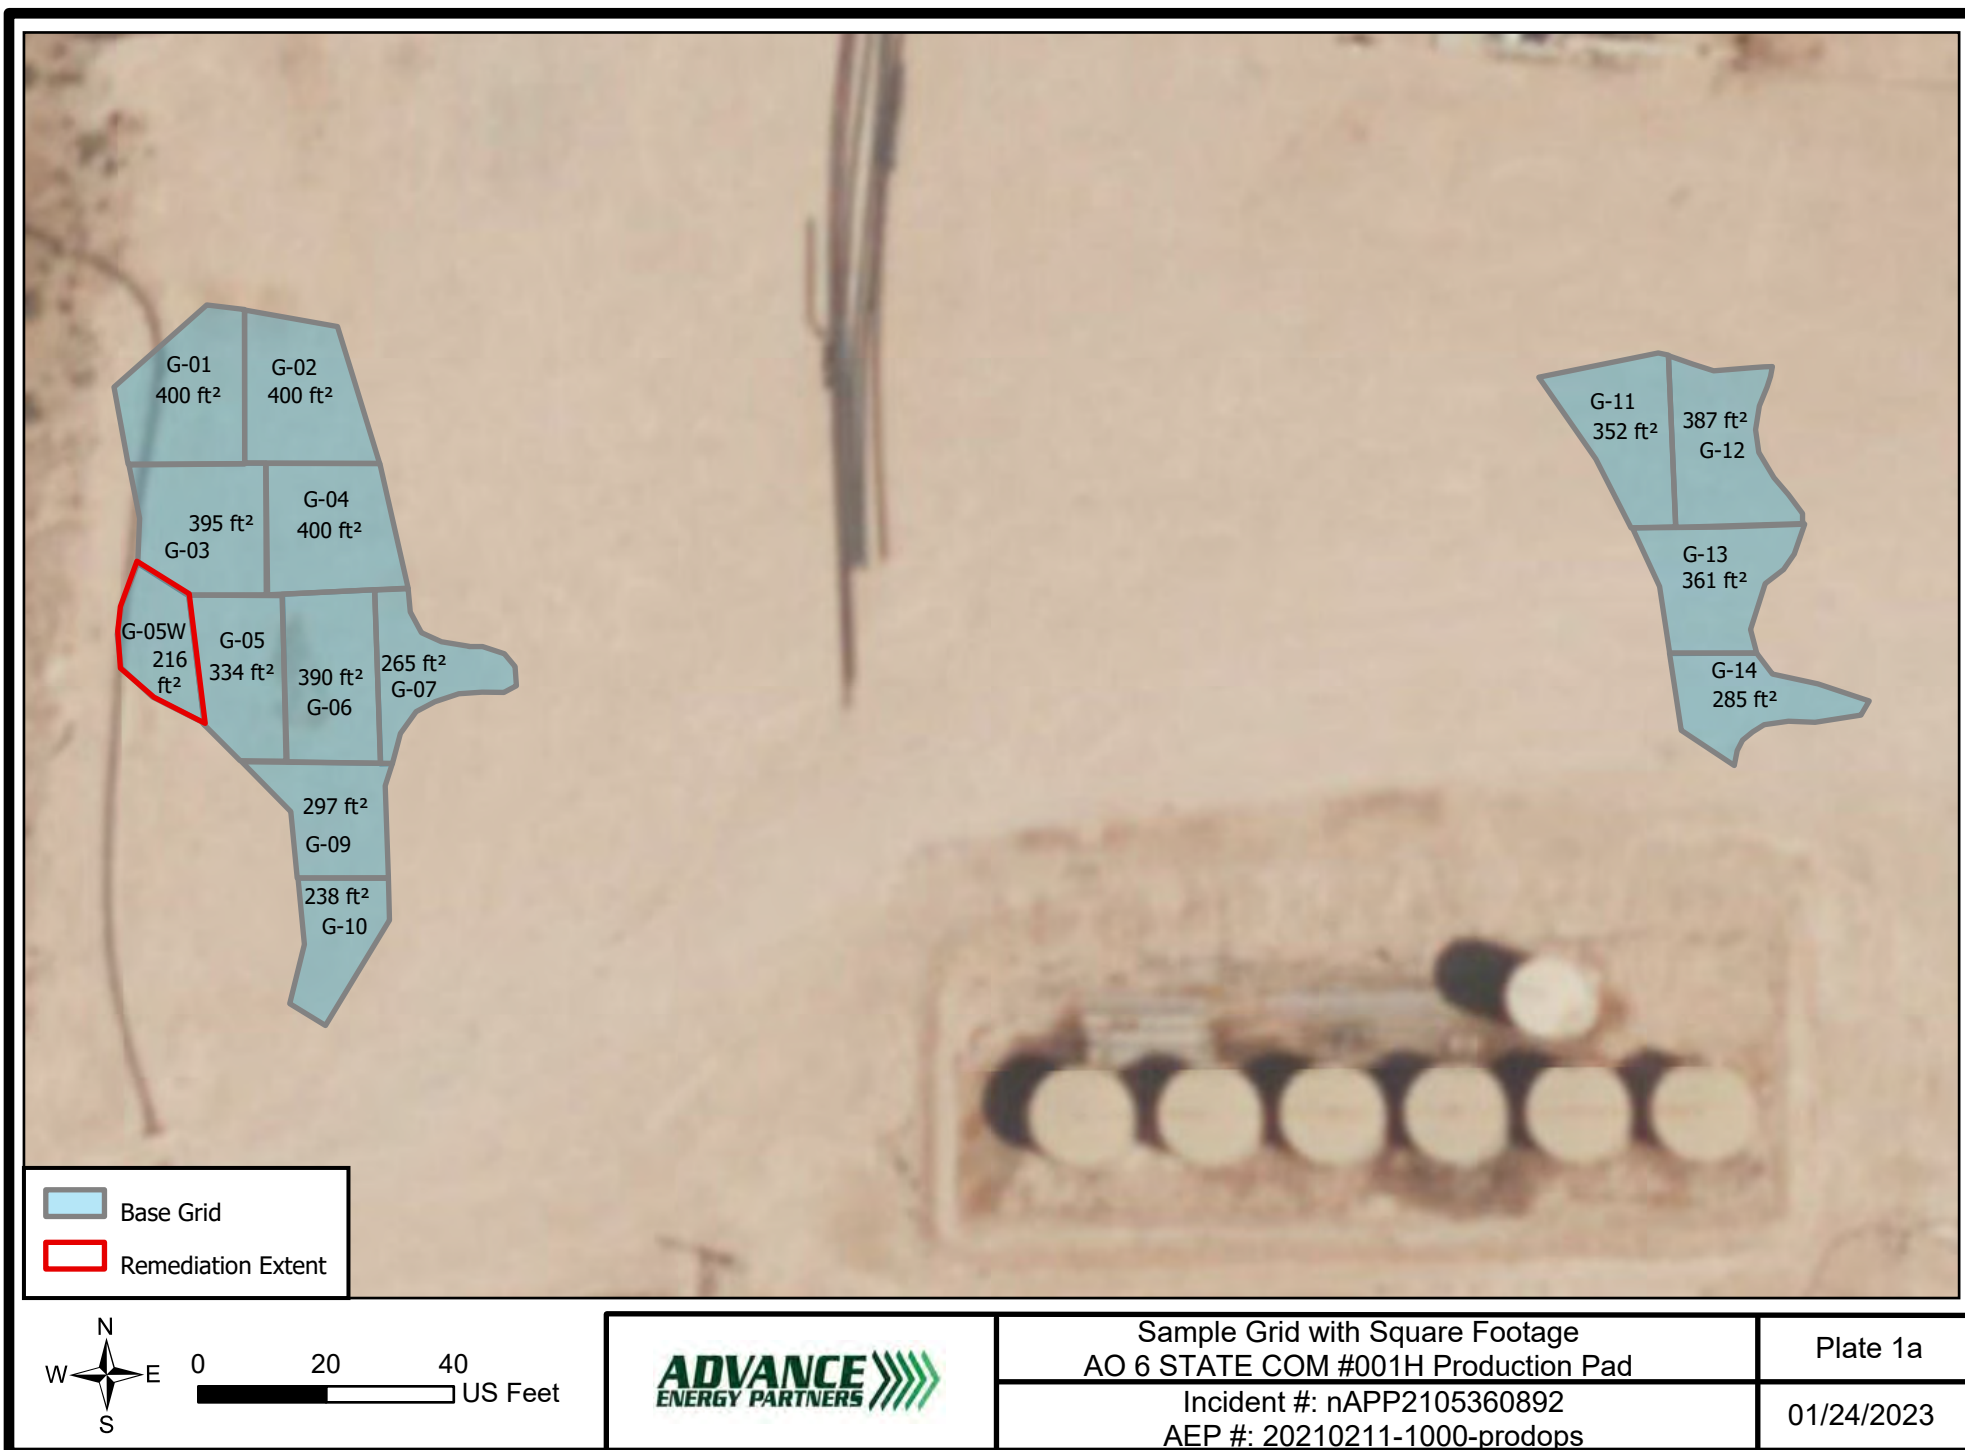 G-01
400 ft²
G-02
400 ft²
395 ft²
G-03
G-04
400 ft²
G-05W
216
ft²
G-05
334 ft²
390 ft²
G-06
265 ft²
G-07
297 ft²
G-09
238 ft²
G-10
G-11
352 ft²
387 ft²
G-12
G-13
361 ft²
G-14
285 ft²
Base Grid
Remediation Extent
N
W E
S
0 20 40
US Feet
ADVANCE
ENERGY PARTNERS
Sample Grid with Square Footage
AO 6 STATE COM #001H Production Pad
Incident #: nAPP2105360892
AEP #: 20210211-1000-prodops
Plate 1a
01/24/2023